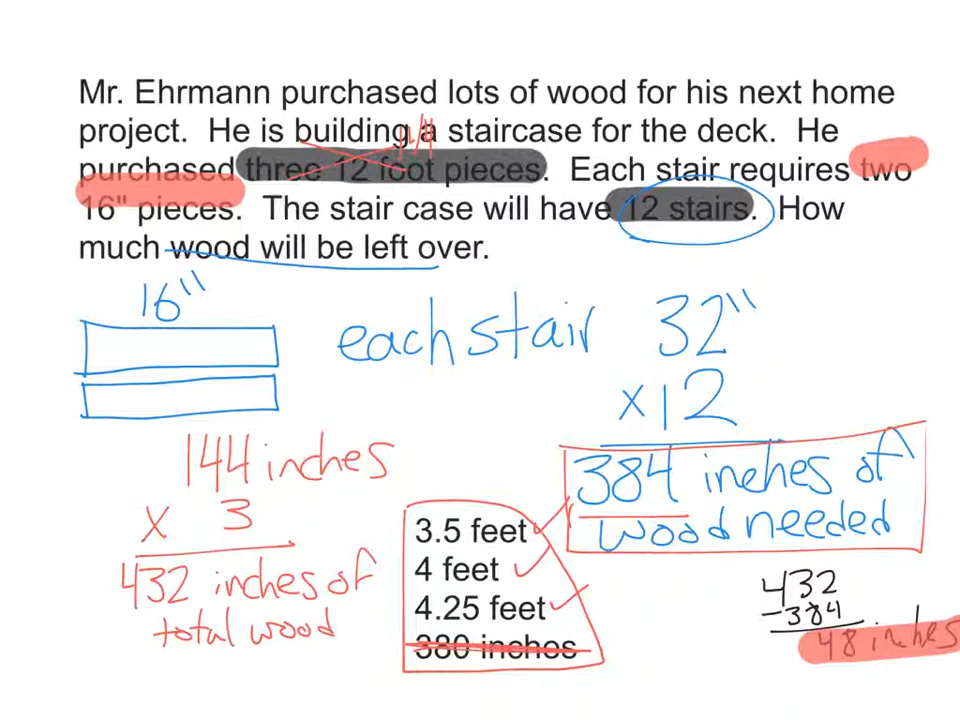 Mr. Ehrmann purchased lots of wood for his next home
project. He is building a staircase for the deck. He
purchased three 12 foot pieces. Each stair requires two
16" pieces. The stair case will have 12 stairs. How
much wood will be left over.
16"
each stair 32"
x12
384 inches of
wood needed
144 inches
x 3
432 inches of
total wood
3.5 feet
4 feet
4.25 feet
380 inches
432
-384
48 inches